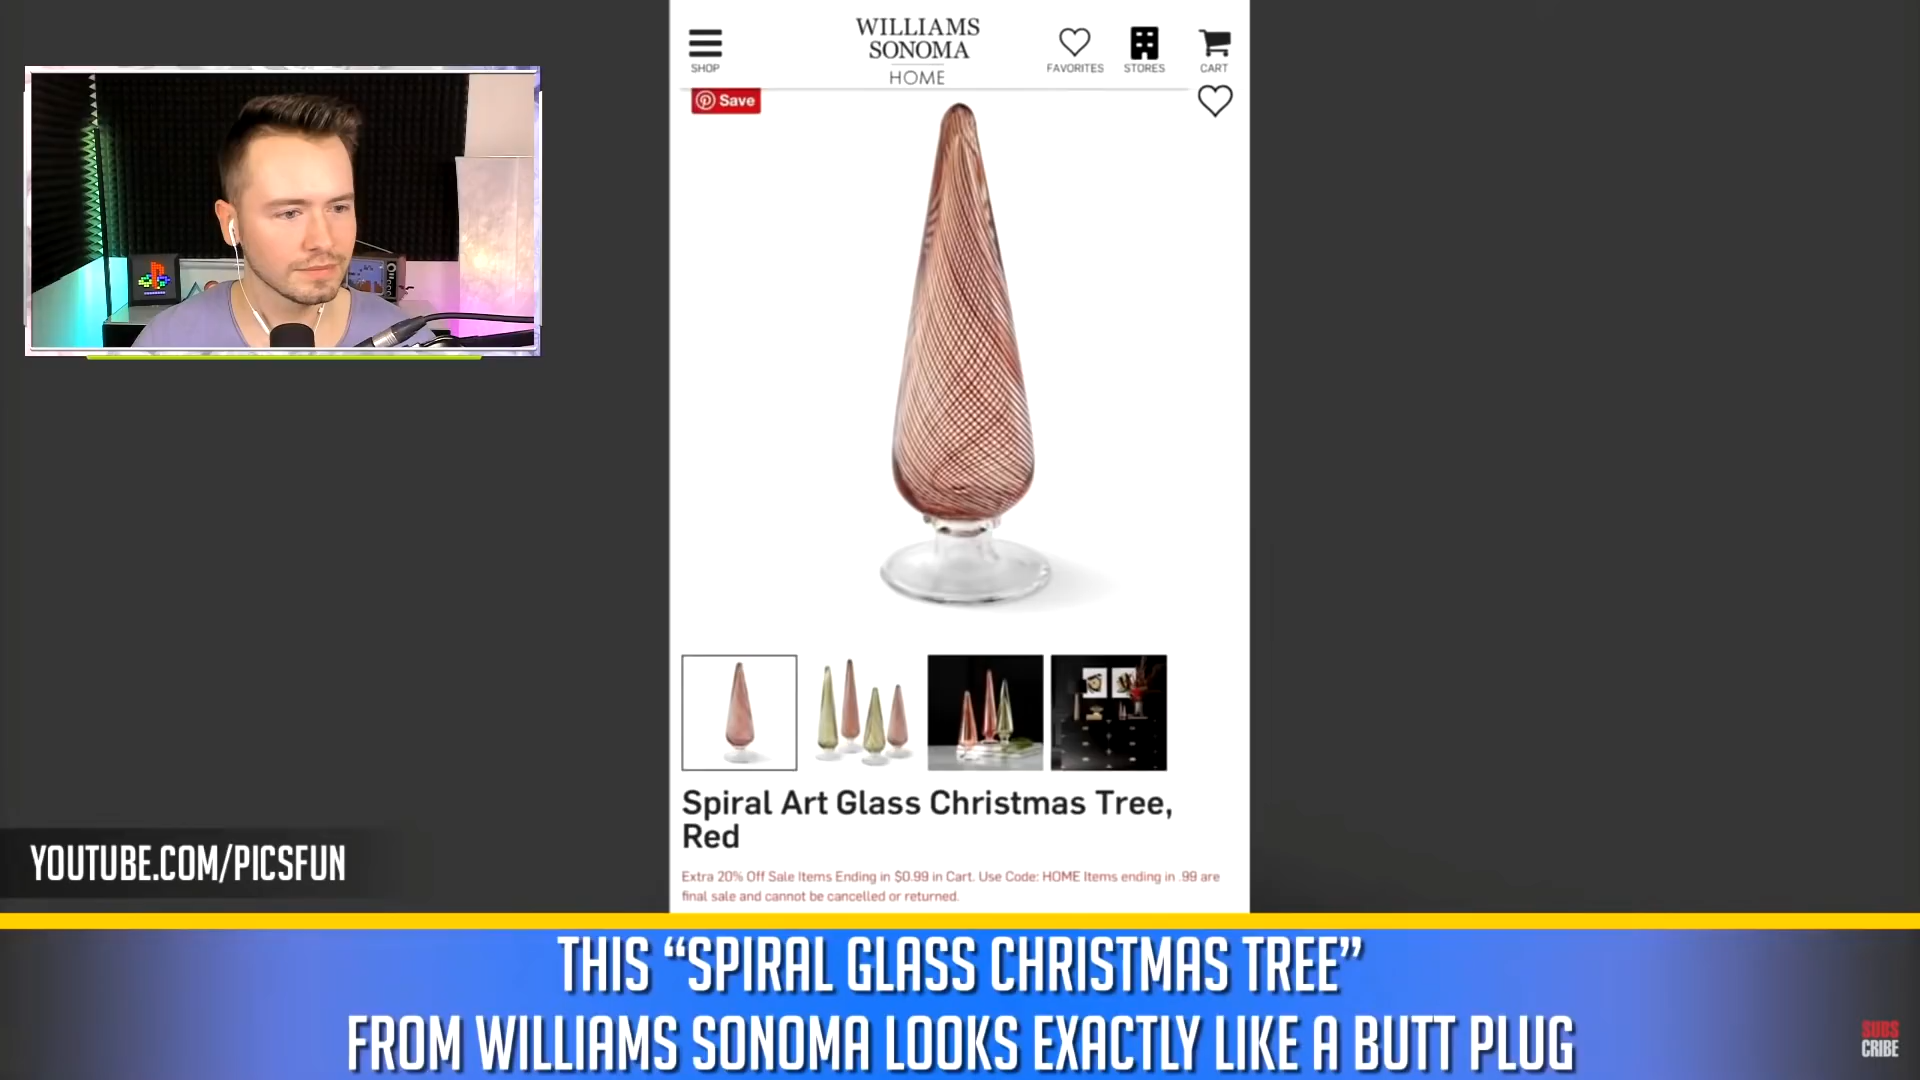 WILLIAMS
SONOMA
HOME
SHOP
FAVORITES
STORES
CART
Save
Spiral Art Glass Christmas Tree,
Red
Extra 20% Off Sale Items Ending in $0.99 in Cart. Use Code: HOME Items ending in .99 are
final sale and cannot be cancelled or returned.
YOUTUBE.COM/PICSFUN
THIS “SPIRAL GLASS CHRISTMAS TREE”
FROM WILLIAMS SONOMA LOOKS EXACTLY LIKE A BUTT PLUG
SUBS
CRIBE